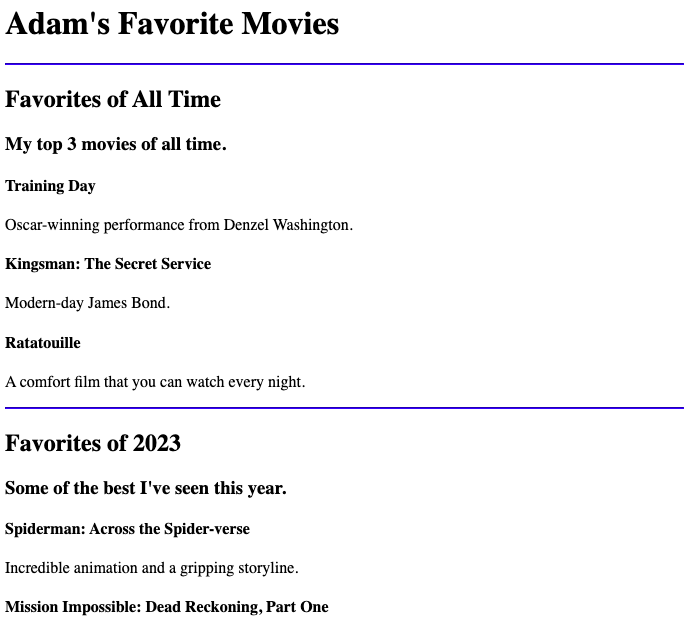 Adam's Favorite Movies
Favorites of All Time
My top 3 movies of all time.
Training Day
Oscar-winning performance from Denzel Washington.
Kingsman: The Secret Service
Modern-day James Bond.
Ratatouille
A comfort film that you can watch every night.
Favorites of 2023
Some of the best I've seen this year.
Spiderman: Across the Spider-verse
Incredible animation and a gripping storyline.
Mission Impossible: Dead Reckoning, Part One